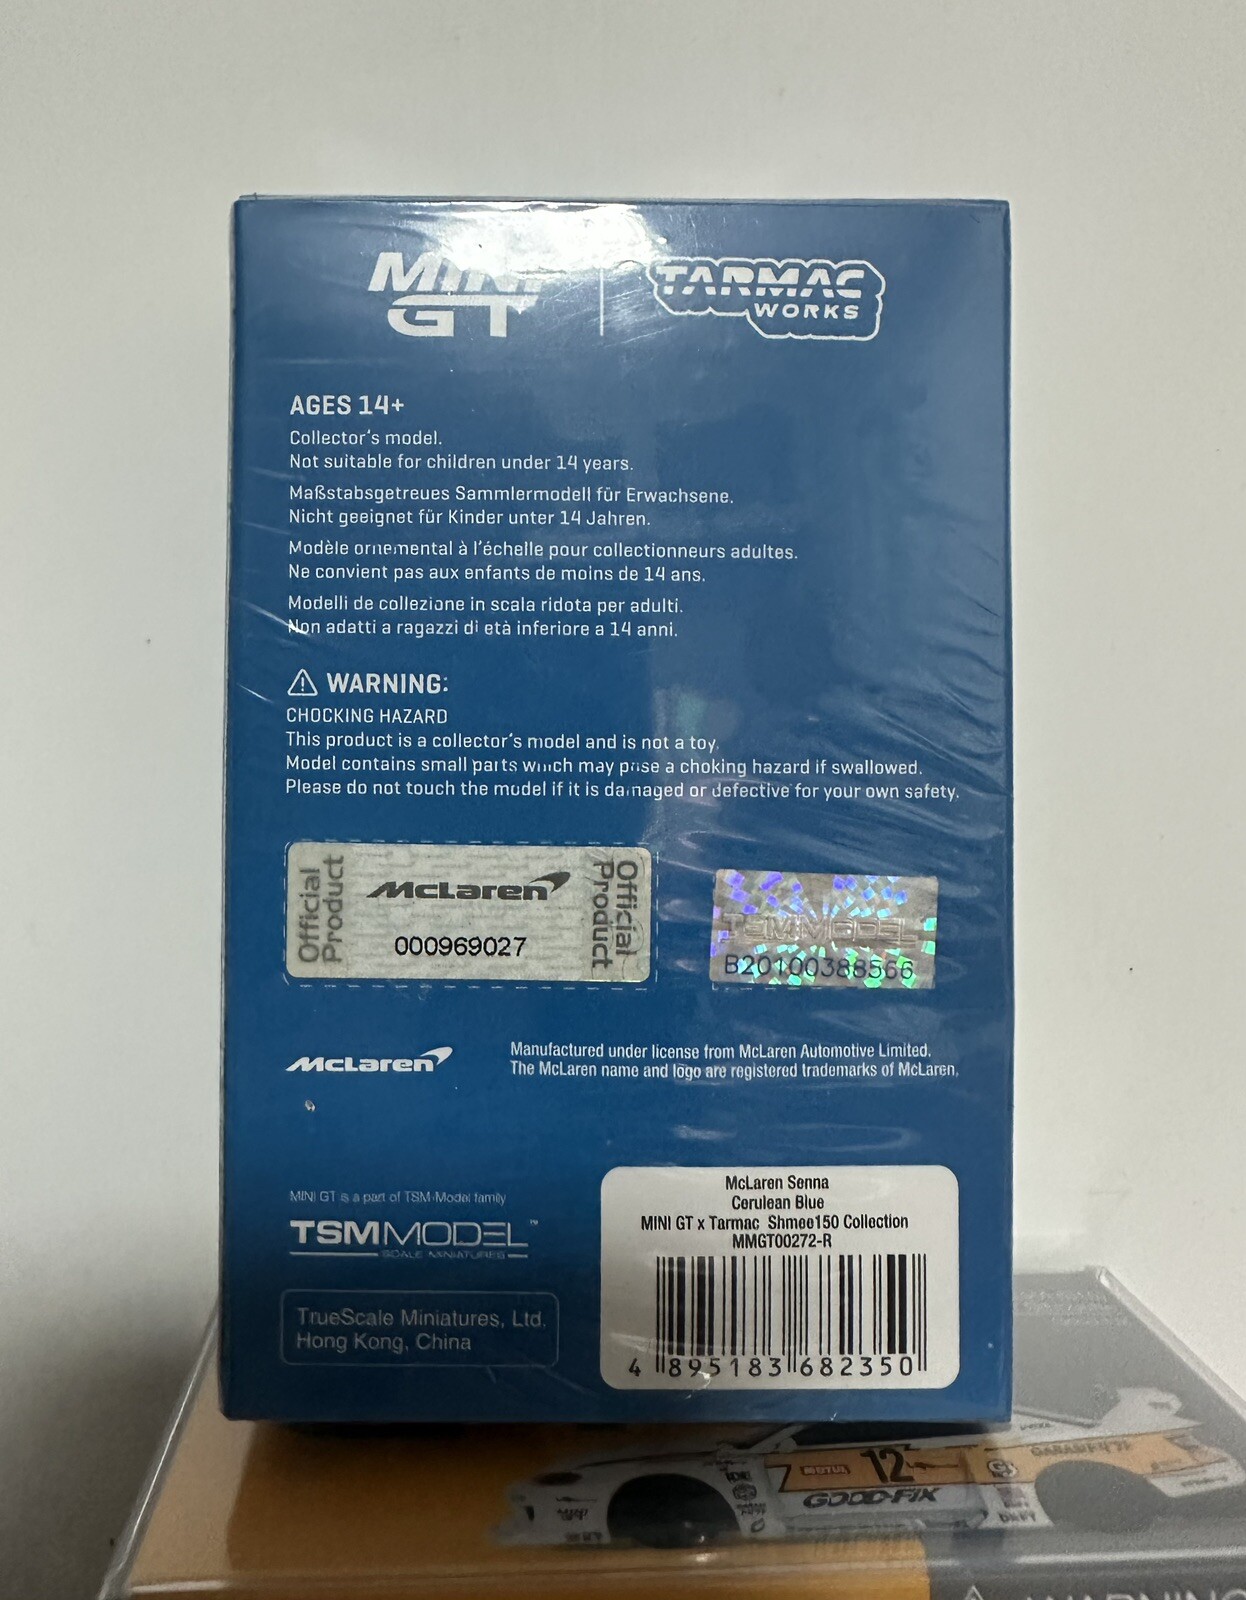 MINI
GT
TARMAC
WORKS
AGES 14+
Collector's model.
Not suitable for children under 14 years.
Maßstabsgetreues Sammlermodell für Erwachsene.
Nicht geeignet für Kinder unter 14 Jahren.
Modèle ornemental à l'échelle pour collectionneurs adultes.
Ne convient pas aux enfants de moins de 14 ans.
Modelli de collezione in scala ridota per adulti.
Non adatti a ragazzi di età inferiore a 14 anni.
⚠ WARNING:
CHOCKING HAZARD
This product is a collector's model and is not a toy.
Model contains small parts which may pose a choking hazard if swallowed.
Please do not touch the model if it is damaged or defective for your own safety.
Official Product
McLaren
000969027
Official Product
TSM MODEL
B20100388566
McLaren
Manufactured under license from McLaren Automotive Limited.
The McLaren name and logo are registered trademarks of McLaren.
MINI GT is a part of TSM-Model family
TSMMODEL™
SCALE MINIATURES
TrueScale Miniatures, Ltd.
Hong Kong, China
McLaren Senna
Cerulean Blue
MINI GT x Tarmac Shmee150 Collection
MMGT00272-R
4 895183 682350
MOTUL
12
GOOD-FIX
WARNING